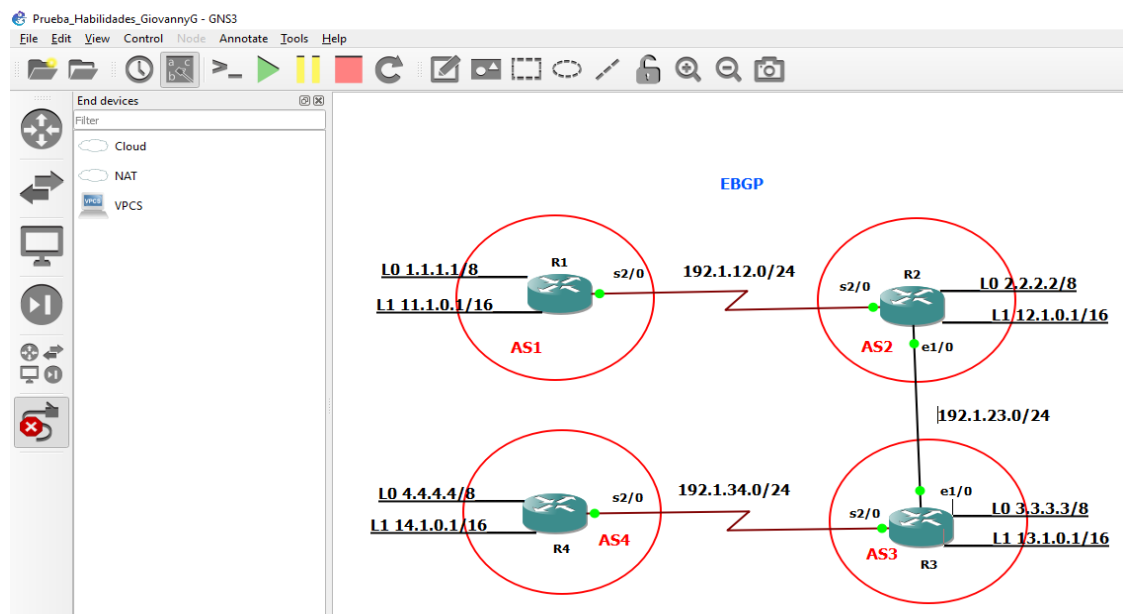 Prueba_Habilidades_GiovannyG - GNS3
File Edit View Control Node Annotate Tools Help
End devices
Filter
Cloud
NAT
VPCS
VPCS
EBGP
R1
L0 1.1.1.1/8
s2/0
L1 11.1.0.1/16
AS1
192.1.12.0/24
R2
s2/0
L0 2.2.2.2/8
L1 12.1.0.1/16
AS2
e1/0
192.1.23.0/24
L0 4.4.4.4/8
s2/0
L1 14.1.0.1/16
R4
AS4
192.1.34.0/24
e1/0
s2/0
L0 3.3.3.3/8
L1 13.1.0.1/16
AS3
R3